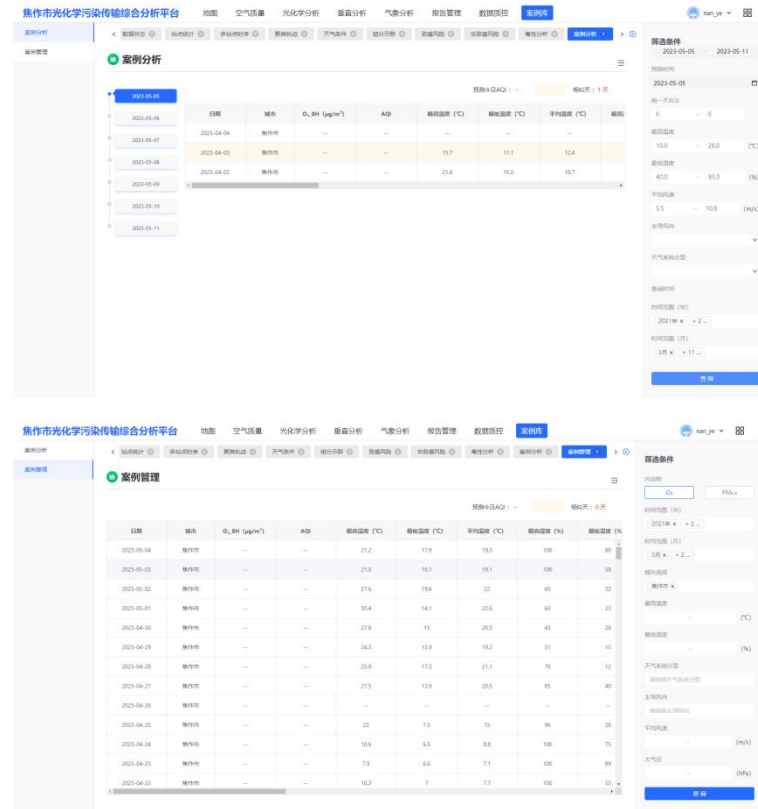 焦作市光化学污染传输综合分析平台 地图 空气质量 光化学分析 垂直分析 气象分析 报告管理 数据质控 案例库 nan_ye
案例分析
案例管理
数据状态 站点统计 多站点时序 聚类轨迹 天气条件 组分示踪 致癌风险 非致癌风险 毒性分析 案例分析
案例分析
预测今日AQI： - 相似天：1 天
2023-05-05
2023-05-06
2023-05-07
2023-05-08
2023-05-09
2023-05-10
2023-05-11
日期 城市 O₃_8H (μg/m³) AQI 最高温度 (℃) 最低温度 (℃) 平均温度 (℃)
2023-04-04 焦作市 -- -- -- -- --
2023-04-03 焦作市 -- -- 15.7 11.1 12.4
2023-04-02 焦作市 -- -- 21.6 15.5 18.7
筛选条件
2023-05-05 ~ 2023-05-11
预报时间
2023-05-05
前一天AQI
0 ~ 0
最高温度
10.0 ~ 26.0 (℃)
最低湿度
40.0 ~ 85.0 (%)
平均风速
5.5 ~ 10.8 (m/s)
主导风向
天气系统分型
时间范围（年）
2021年 × + 2 ...
时间范围（月）
3月 × + 11 ...
查 询
焦作市光化学污染传输综合分析平台 地图 空气质量 光化学分析 垂直分析 气象分析 报告管理 数据质控 案例库 nan_ye
案例分析
案例管理
站点统计 多站点时序 聚类轨迹 天气条件 组分示踪 致癌风险 非致癌风险 毒性分析 案例分析 案例管理
案例管理
预测今日AQI： - 相似天：0 天
日期 城市 O₃_8H (μg/m³) AQI 最高温度 (℃) 最低温度 (℃) 平均温度 (℃) 最高湿度 (%) 最低湿度 (%
2023-05-04 焦作市 -- -- 21.2 17.9 19.3 100 88
2023-05-03 焦作市 -- -- 21.5 18.1 19.1 100 58
2023-05-02 焦作市 -- -- 27.6 19.6 22 60 32
2023-05-01 焦作市 -- -- 30.4 14.1 22.6 63 23
2023-04-30 焦作市 -- -- 27.8 13 20.5 43 28
2023-04-29 焦作市 -- -- 24.3 13.9 19.2 31 15
2023-04-28 焦作市 -- -- 25.9 17.3 21.1 78 12
2023-04-27 焦作市 -- -- 27.5 13.9 20.5 85 40
2023-04-26 焦作市 -- -- -- -- -- -- --
2023-04-25 焦作市 -- -- 23 7.5 15 96 28
2023-04-24 焦作市 -- -- 10.6 6.5 8.8 100 75
2023-04-23 焦作市 -- -- 7.9 6.6 7.1 100 89
2023-04-22 焦作市 -- -- 10.3 7 7.7 100 55
筛选条件
污染物
O₃ PM₂.₅
时间范围（年）
2021年 × + 2 ...
时间范围（月）
3月 × + 2 ...
城市选择
焦作市 ×
最高温度
~ (℃)
最低湿度
~ (%)
天气系统分型
请选择天气系统分型
主导风向
请选择主导风向
平均风速
~ (m/s)
大气压
~ (hPa)
查 询